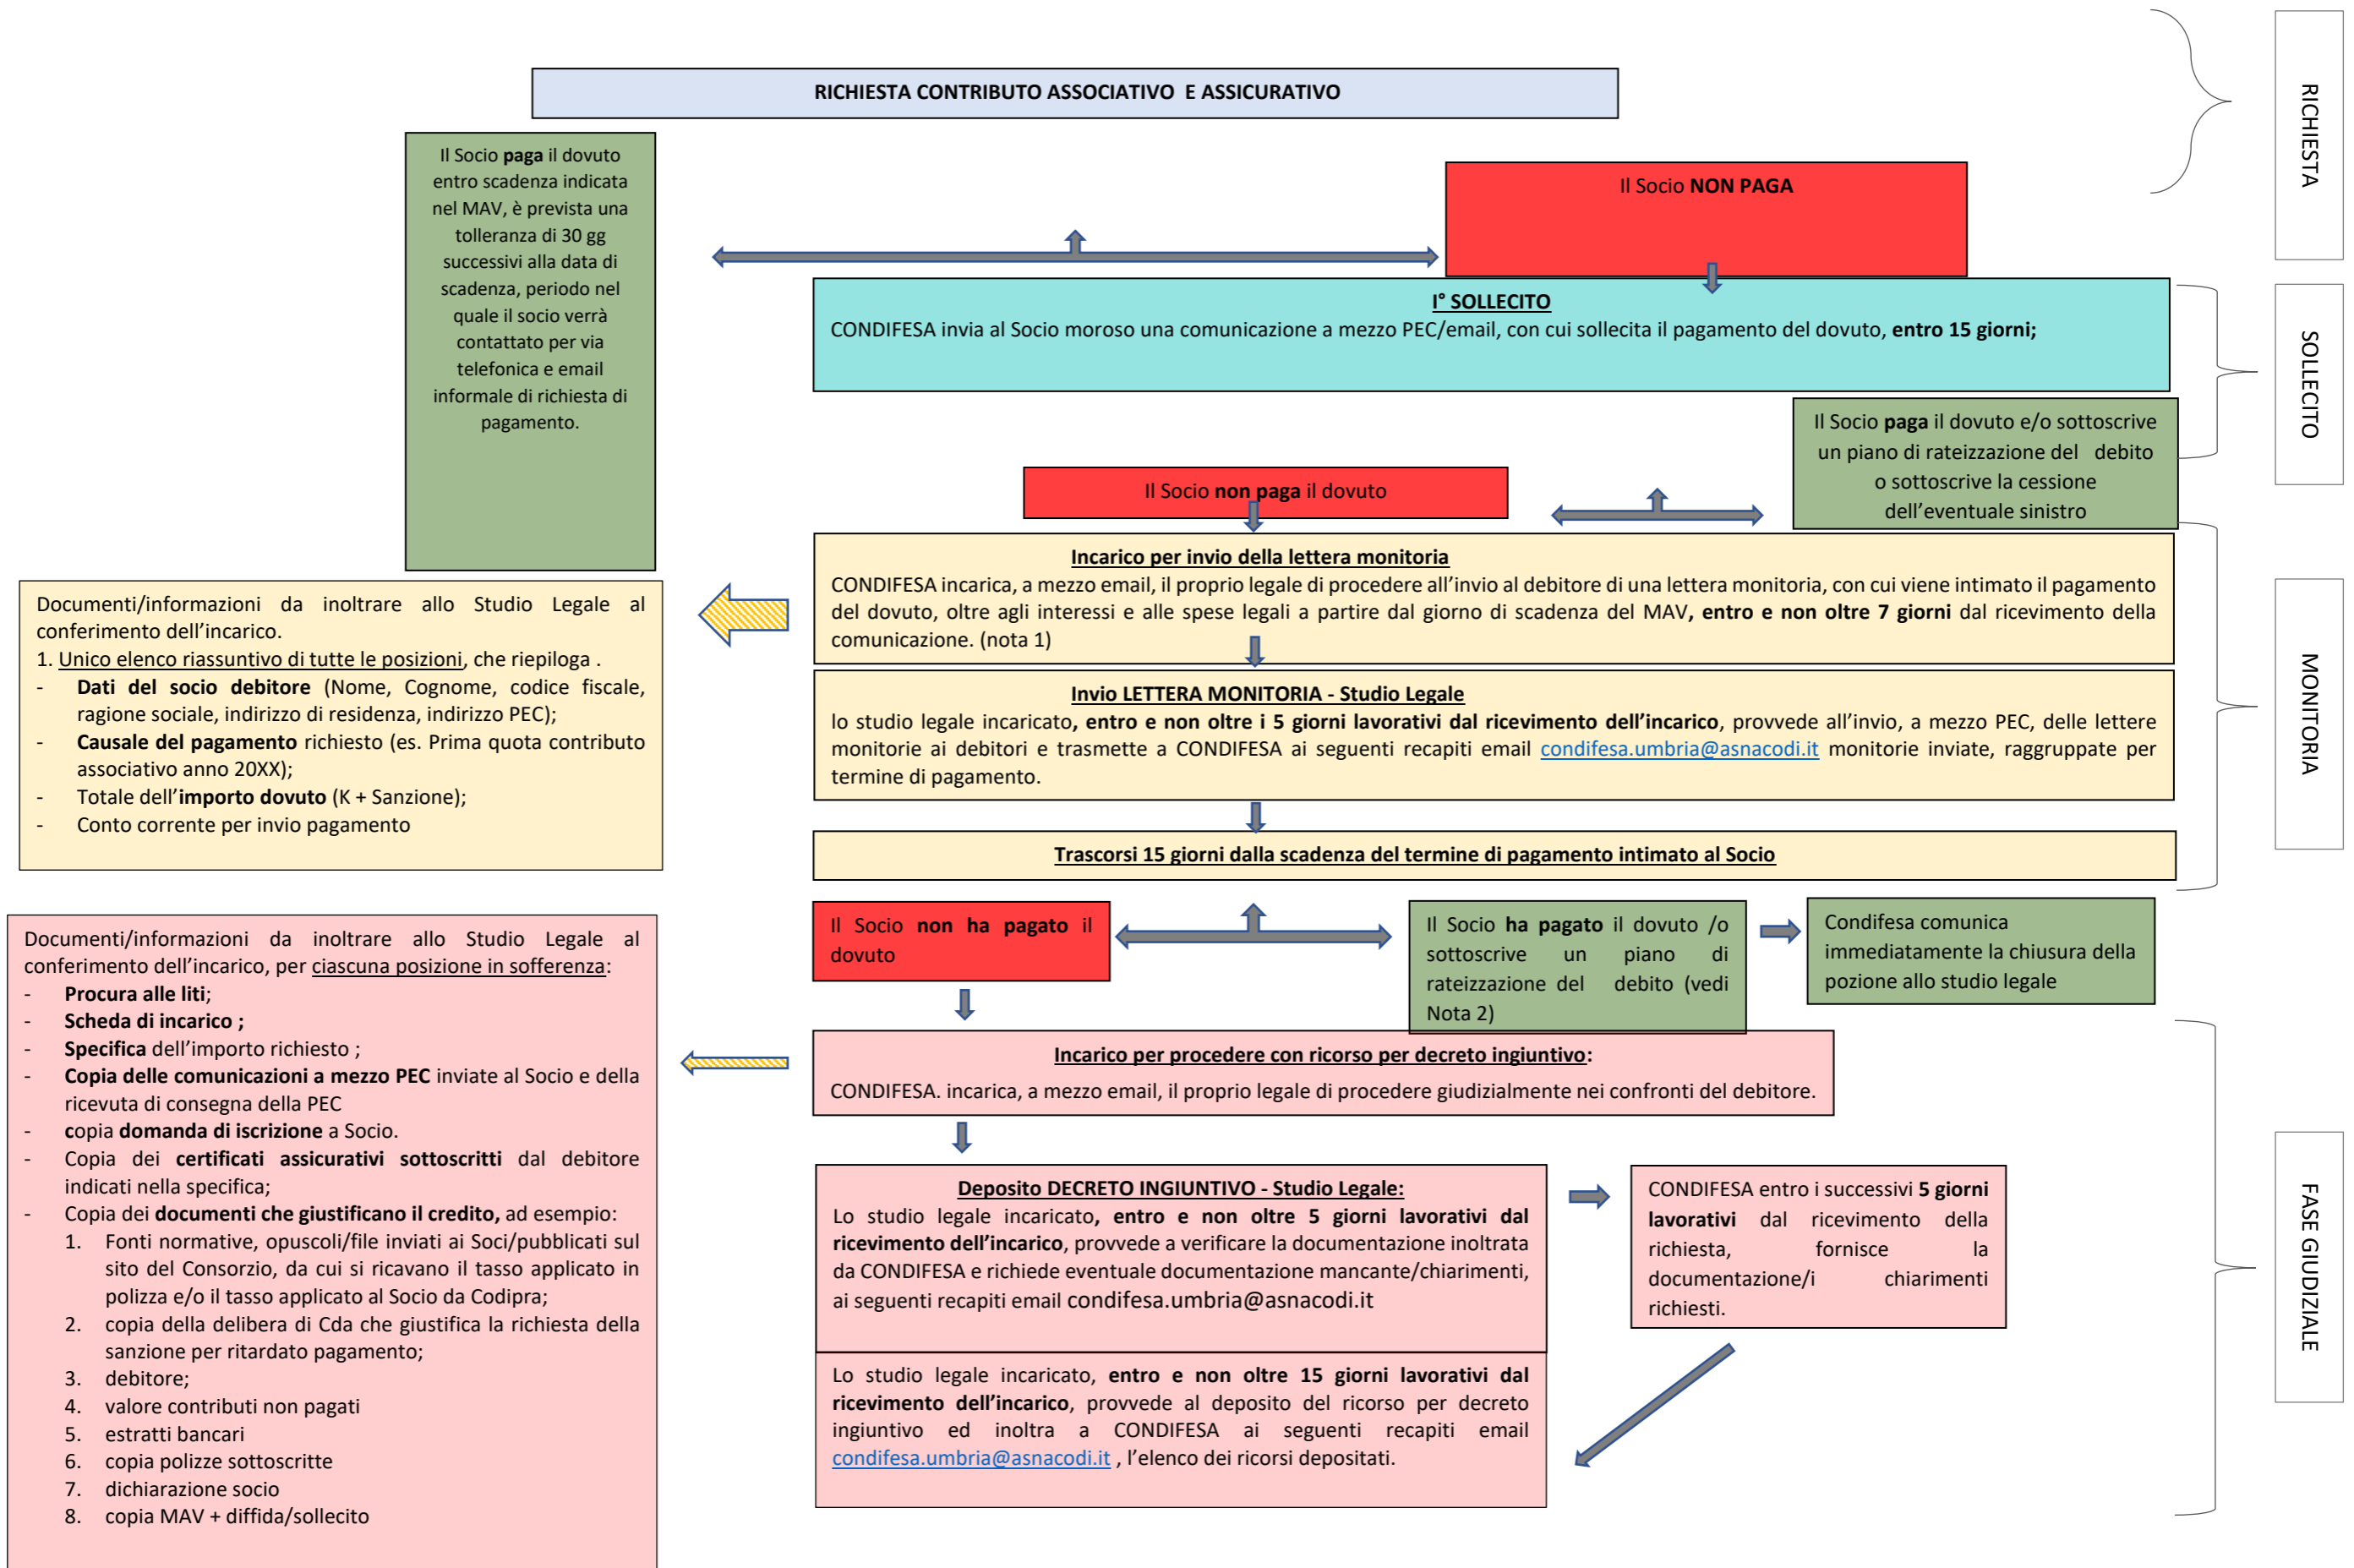 RICHIESTA CONTRIBUTO ASSOCIATIVO E ASSICURATIVO
RICHIESTA
Il Socio paga il dovuto
entro scadenza indicata
nel MAV, è prevista una
tolleranza di 30 gg
successivi alla data di
scadenza, periodo nel
quale il socio verrà
contattato per via
telefonica e email
informale di richiesta di
pagamento.
Il Socio NON PAGA
I° SOLLECITO
CONDIFESA invia al Socio moroso una comunicazione a mezzo PEC/email, con cui sollecita il pagamento del dovuto, entro 15 giorni;
SOLLECITO
Il Socio paga il dovuto e/o sottoscrive
un piano di rateizzazione del debito
o sottoscrive la cessione
dell’eventuale sinistro
Il Socio non paga il dovuto
Incarico per invio della lettera monitoria
CONDIFESA incarica, a mezzo email, il proprio legale di procedere all’invio al debitore di una lettera monitoria, con cui viene intimato il pagamento
del dovuto, oltre agli interessi e alle spese legali a partire dal giorno di scadenza del MAV, entro e non oltre 7 giorni dal ricevimento della
comunicazione. (nota 1)
MONITORIA
Documenti/informazioni da inoltrare allo Studio Legale al
conferimento dell’incarico.
1. Unico elenco riassuntivo di tutte le posizioni, che riepiloga .
- Dati del socio debitore (Nome, Cognome, codice fiscale,
ragione sociale, indirizzo di residenza, indirizzo PEC);
- Causale del pagamento richiesto (es. Prima quota contributo
associativo anno 20XX);
- Totale dell’importo dovuto (K + Sanzione);
- Conto corrente per invio pagamento
Invio LETTERA MONITORIA - Studio Legale
lo studio legale incaricato, entro e non oltre i 5 giorni lavorativi dal ricevimento dell’incarico, provvede all’invio, a mezzo PEC, delle lettere
monitorie ai debitori e trasmette a CONDIFESA ai seguenti recapiti email condifesa.umbria@asnacodi.it monitorie inviate, raggruppate per
termine di pagamento.
Trascorsi 15 giorni dalla scadenza del termine di pagamento intimato al Socio
Il Socio non ha pagato il
dovuto
Il Socio ha pagato il dovuto /o
sottoscrive un piano di
rateizzazione del debito (vedi
Nota 2)
Condifesa comunica
immediatamente la chiusura della
pozione allo studio legale
Documenti/informazioni da inoltrare allo Studio Legale al
conferimento dell’incarico, per ciascuna posizione in sofferenza:
- Procura alle liti;
- Scheda di incarico ;
- Specifica dell’importo richiesto ;
- Copia delle comunicazioni a mezzo PEC inviate al Socio e della
ricevuta di consegna della PEC
- copia domanda di iscrizione a Socio.
- Copia dei certificati assicurativi sottoscritti dal debitore
indicati nella specifica;
- Copia dei documenti che giustificano il credito, ad esempio:
1. Fonti normative, opuscoli/file inviati ai Soci/pubblicati sul
sito del Consorzio, da cui si ricavano il tasso applicato in
polizza e/o il tasso applicato al Socio da Codipra;
2. copia della delibera di Cda che giustifica la richiesta della
sanzione per ritardato pagamento;
3. debitore;
4. valore contributi non pagati
5. estratti bancari
6. copia polizze sottoscritte
7. dichiarazione socio
8. copia MAV + diffida/sollecito
Incarico per procedere con ricorso per decreto ingiuntivo:
CONDIFESA. incarica, a mezzo email, il proprio legale di procedere giudizialmente nei confronti del debitore.
Deposito DECRETO INGIUNTIVO - Studio Legale:
Lo studio legale incaricato, entro e non oltre 5 giorni lavorativi dal
ricevimento dell’incarico, provvede a verificare la documentazione inoltrata
da CONDIFESA e richiede eventuale documentazione mancante/chiarimenti,
ai seguenti recapiti email condifesa.umbria@asnacodi.it
CONDIFESA entro i successivi 5 giorni
lavorativi dal ricevimento della
richiesta, fornisce la
documentazione/i chiarimenti
richiesti.
FASE GIUDIZIALE
Lo studio legale incaricato, entro e non oltre 15 giorni lavorativi dal
ricevimento dell’incarico, provvede al deposito del ricorso per decreto
ingiuntivo ed inoltra a CONDIFESA ai seguenti recapiti email
condifesa.umbria@asnacodi.it , l’elenco dei ricorsi depositati.